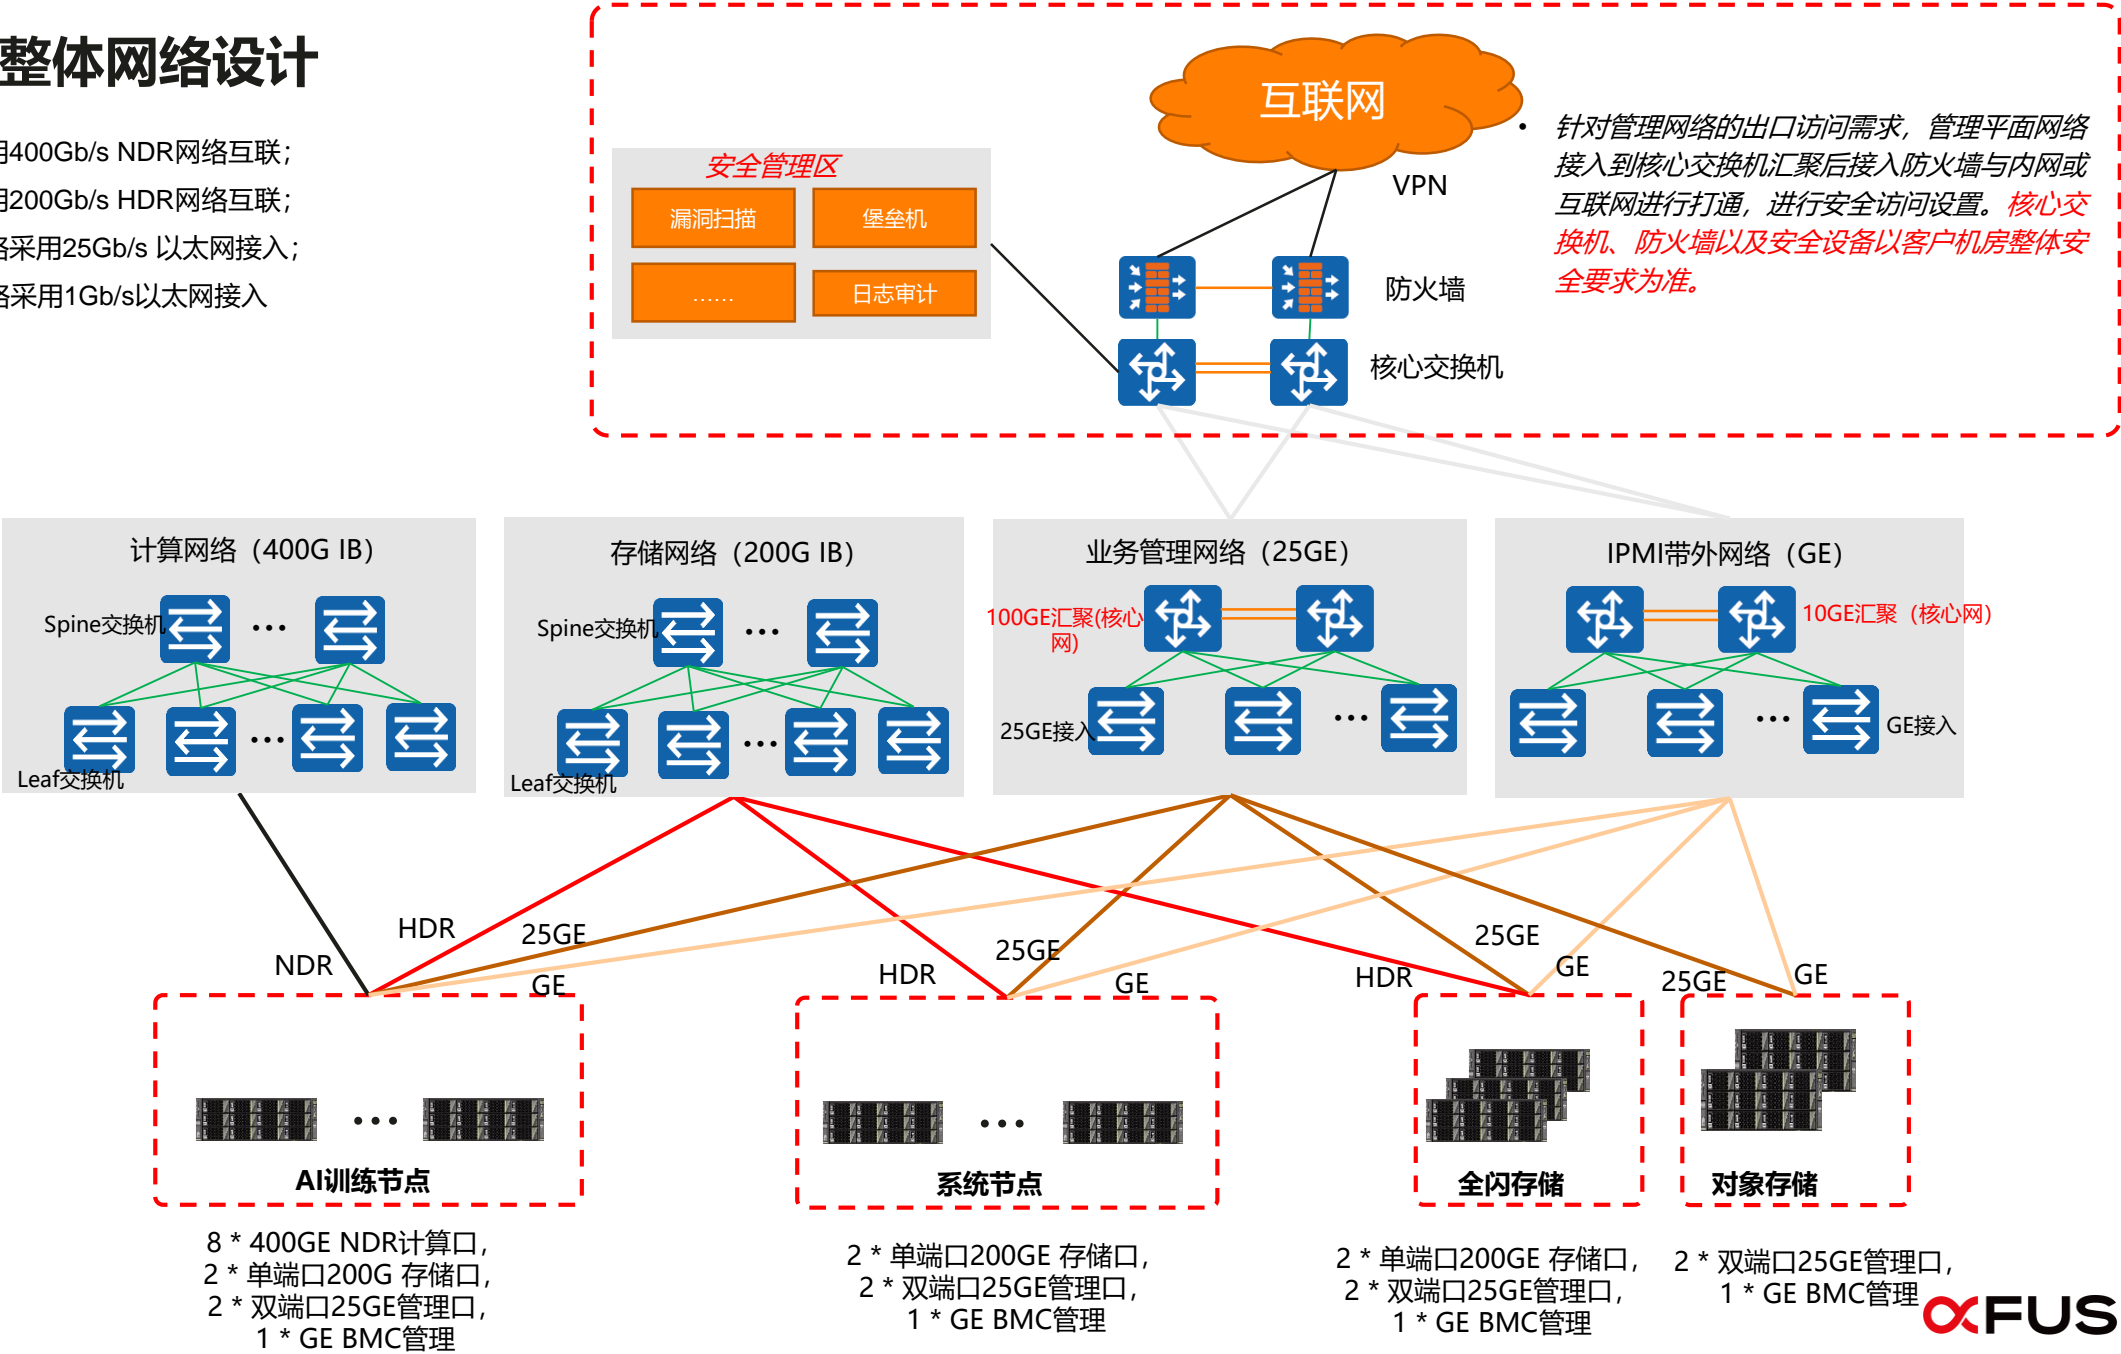 整体网络设计
用400Gb/s NDR网络互联；
用200Gb/s HDR网络互联；
络采用25Gb/s 以太网接入；
络采用1Gb/s以太网接入
互联网
VPN
• 针对管理网络的出口访问需求，管理平面网络
接入到核心交换机汇聚后接入防火墙与内网或
互联网进行打通，进行安全访问设置。核心交
换机、防火墙以及安全设备以客户机房整体安
全要求为准。
安全管理区
漏洞扫描
堡垒机
……
日志审计
防火墙
核心交换机
计算网络（400G IB）
Spine交换机
…
…
Leaf交换机
存储网络（200G IB）
Spine交换机
…
…
Leaf交换机
业务管理网络（25GE）
100GE汇聚(核心
网)
25GE接入
…
IPMI带外网络（GE）
10GE汇聚（核心网）
…
GE接入
NDR
HDR
25GE
GE
HDR
25GE
GE
HDR
25GE
GE
25GE
GE
…
AI训练节点
…
系统节点
全闪存储
对象存储
8 * 400GE NDR计算口，
2 * 单端口200G 存储口，
2 * 双端口25GE管理口，
1 * GE BMC管理
2 * 单端口200GE 存储口，
2 * 双端口25GE管理口，
1 * GE BMC管理
2 * 单端口200GE 存储口，
2 * 双端口25GE管理口，
1 * GE BMC管理
2 * 双端口25GE管理口，
1 * GE BMC管理
FUS